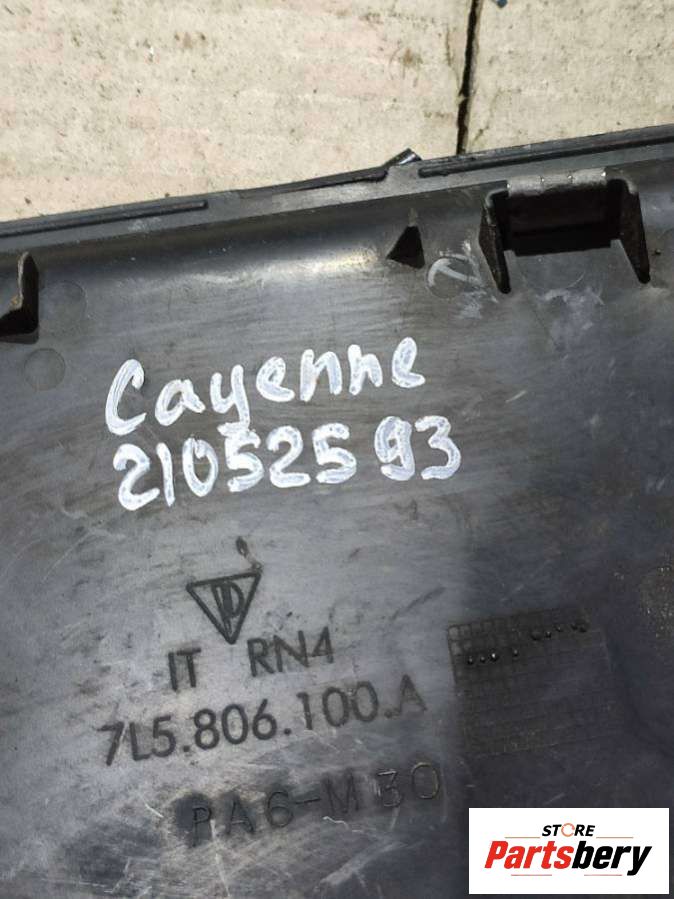 Cayenne
21052593
IT RN4
7L5.806.100.A
PA6-M30
STORE
Partsbery